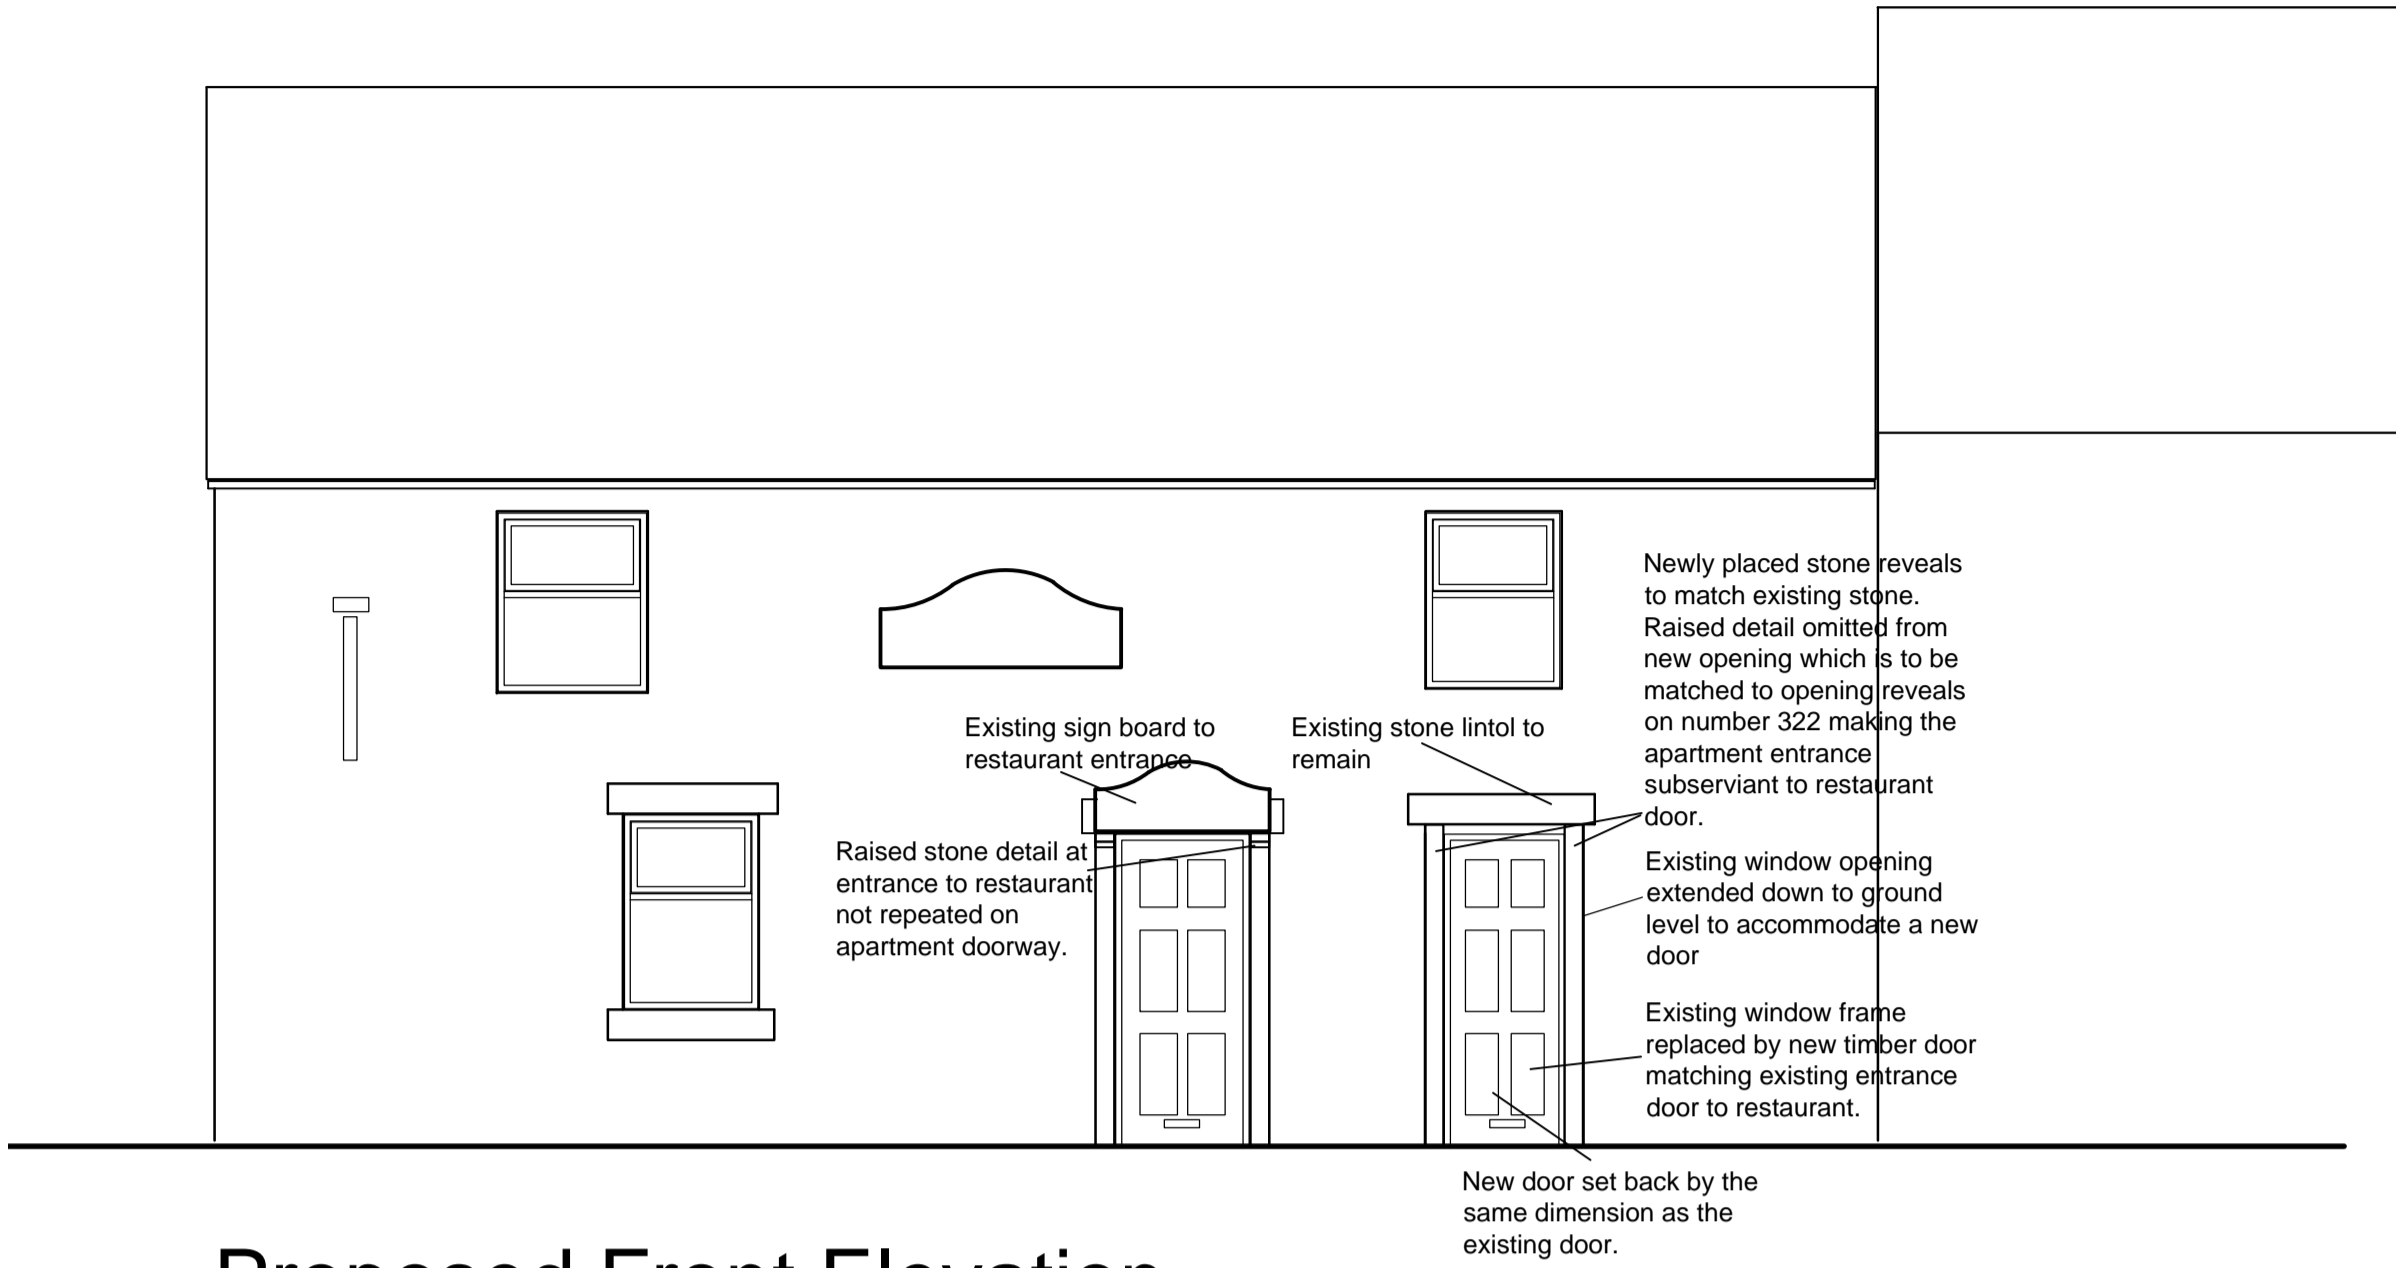 Newly placed stone reveals
to match existing stone.
Raised detail omitted from
new opening which is to be
matched to opening reveals
on number 322 making the
apartment entrance
subserviant to restaurant
door.
Existing sign board to
restaurant entrance
Existing stone lintol to
remain
Raised stone detail at
entrance to restaurant
not repeated on
apartment doorway.
Existing window opening
extended down to ground
level to accommodate a new
door
Existing window frame
replaced by new timber door
matching existing entrance
door to restaurant.
New door set back by the
same dimension as the
existing door.
Proposed Front Elevation